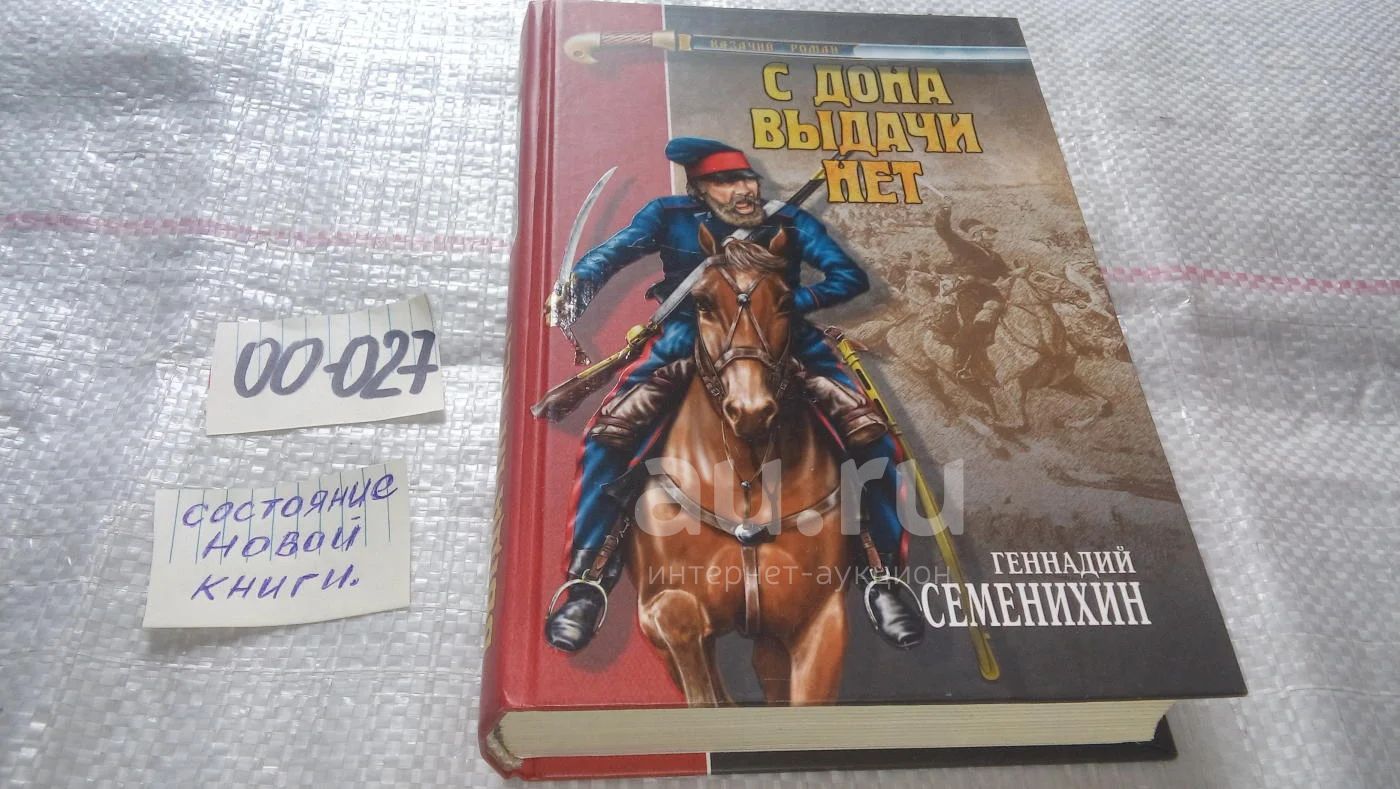 КАЗАЧИЙ РОМАН
С ДОНА
ВЫДАЧИ
НЕТ
00-027
состояние
новой
книги.
au.ru
интернет-аукцион
ГЕННАДИЙ
СЕМЕНИХИН